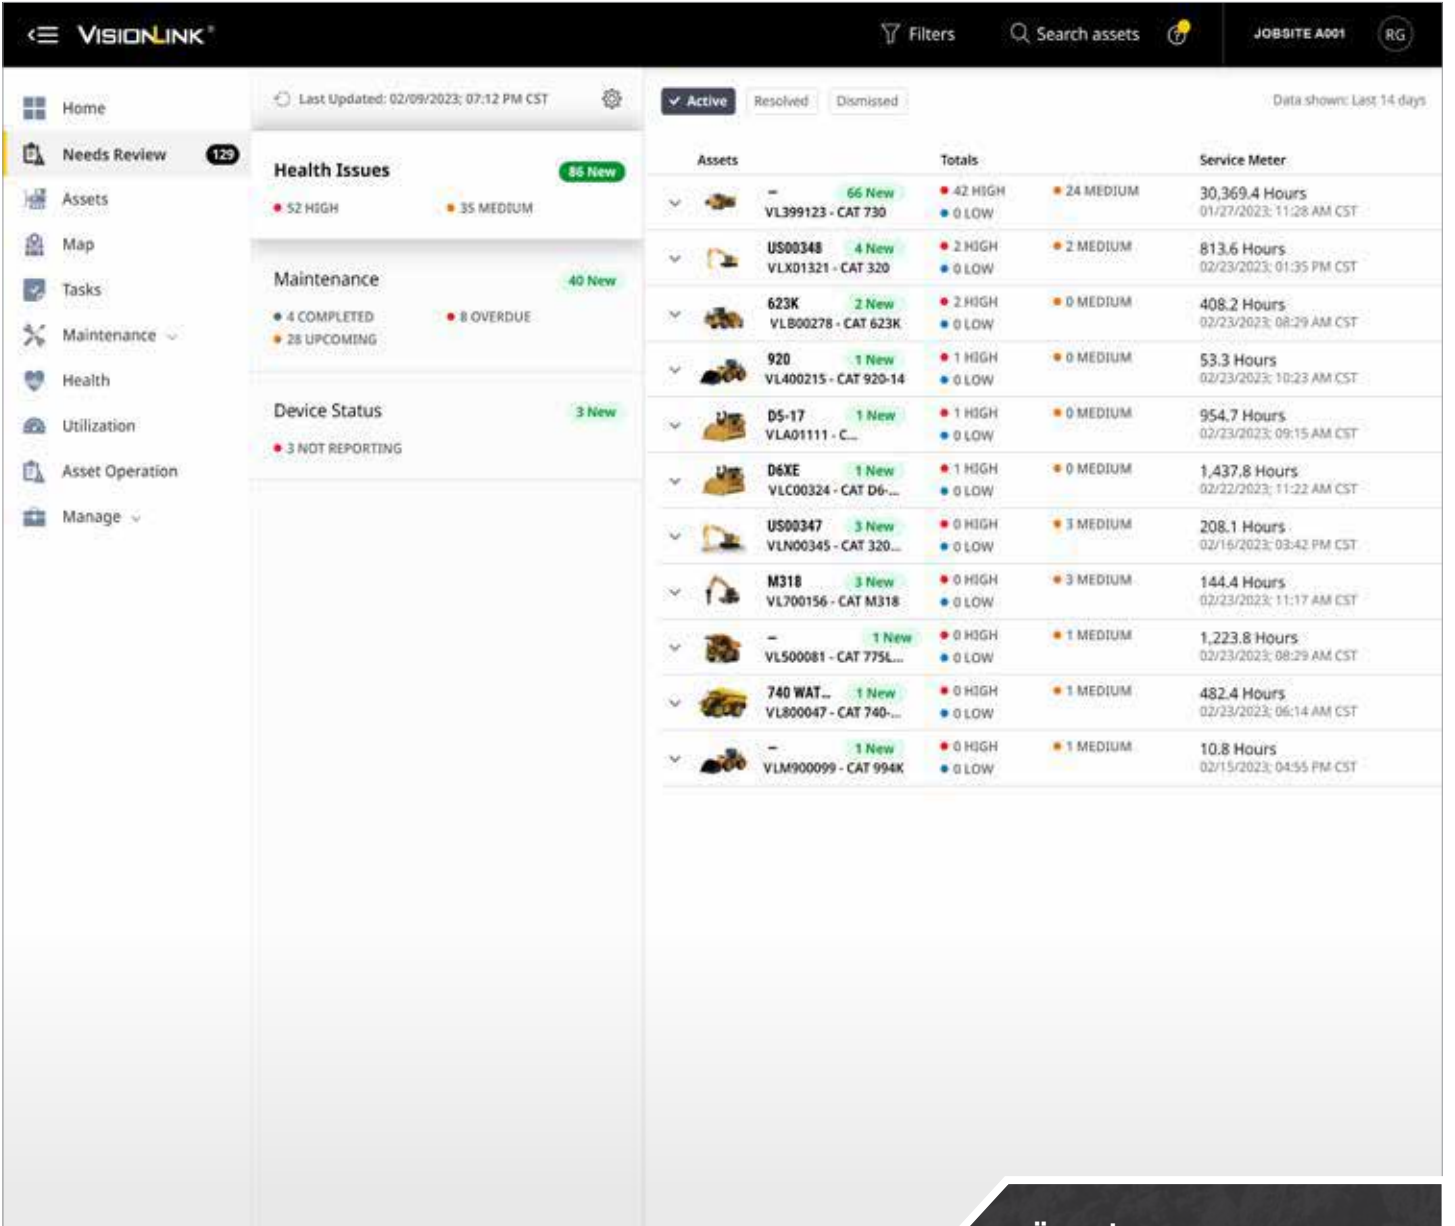 VISIONLINK®
Filters
Search assets
JOBSITE A001
RG
Home
Needs Review 129
Assets
Map
Tasks
Maintenance
Health
Utilization
Asset Operation
Manage
Last Updated: 02/09/2023; 07:12 PM CST
Health Issues 86 New
52 HIGH 35 MEDIUM
Maintenance 40 New
4 COMPLETED 8 OVERDUE
28 UPCOMING
Device Status 3 New
3 NOT REPORTING
Active Resolved Dismissed Data shown: Last 14 days
Assets Totals Service Meter
– 66 New 42 HIGH 24 MEDIUM 30,369.4 Hours
VL399123 - CAT 730 0 LOW 01/27/2023; 11:28 AM CST
US00348 4 New 2 HIGH 2 MEDIUM 813.6 Hours
VLX01321 - CAT 320 0 LOW 02/23/2023; 01:35 PM CST
623K 2 New 2 HIGH 0 MEDIUM 408.2 Hours
VLB00278 - CAT 623K 0 LOW 02/23/2023; 08:29 AM CST
920 1 New 1 HIGH 0 MEDIUM 53.3 Hours
VL400215 - CAT 920-14 0 LOW 02/23/2023; 10:23 AM CST
D5-17 1 New 1 HIGH 0 MEDIUM 954.7 Hours
VLA01111 - C... 0 LOW 02/23/2023; 09:15 AM CST
D6XE 1 New 1 HIGH 0 MEDIUM 1,437.8 Hours
VLC00324 - CAT D6-... 0 LOW 02/22/2023; 11:22 AM CST
US00347 3 New 0 HIGH 3 MEDIUM 208.1 Hours
VLN00345 - CAT 320... 0 LOW 02/16/2023; 03:42 PM CST
M318 3 New 0 HIGH 3 MEDIUM 144.4 Hours
VL700156 - CAT M318 0 LOW 02/23/2023; 11:17 AM CST
– 1 New 0 HIGH 1 MEDIUM 1,223.8 Hours
VL500081 - CAT 775L... 0 LOW 02/23/2023; 08:29 AM CST
740 WAT... 1 New 0 HIGH 1 MEDIUM 482.4 Hours
VL800047 - CAT 740-... 0 LOW 02/23/2023; 06:14 AM CST
– 1 New 0 HIGH 1 MEDIUM 10.8 Hours
VLM900099 - CAT 994K 0 LOW 02/15/2023; 04:55 PM CST